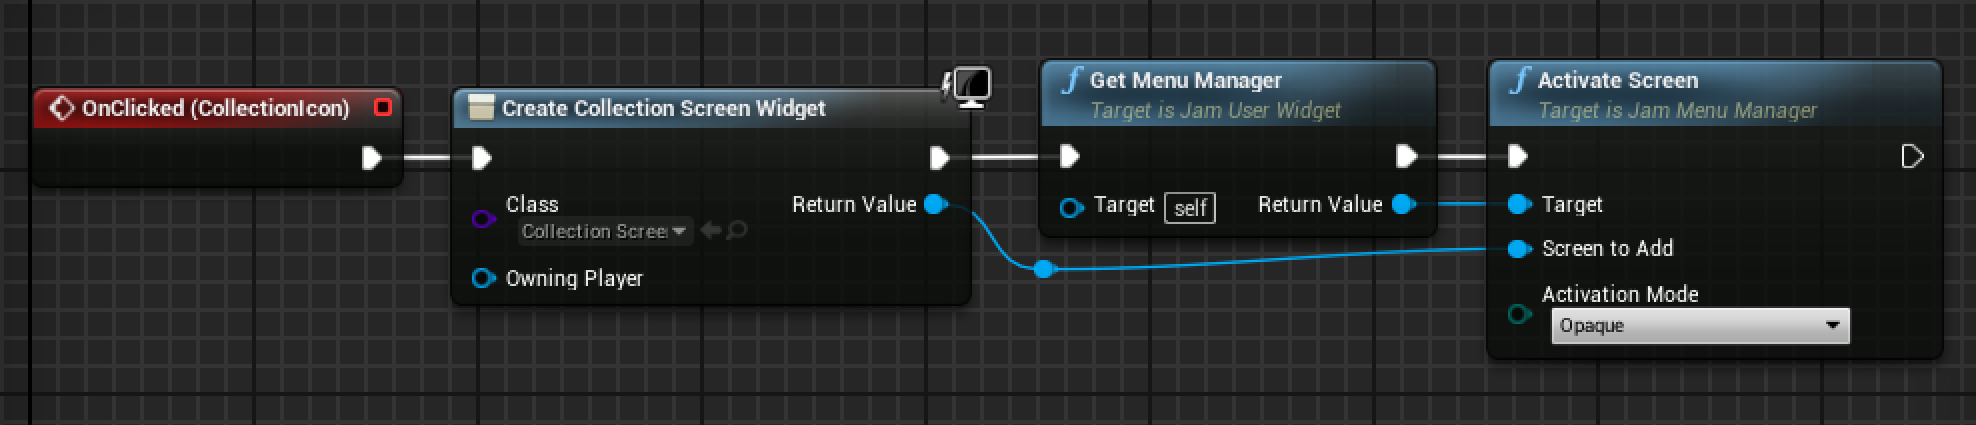 OnClicked (CollectionIcon)
Create Collection Screen Widget
Class
Collection Scree
Return Value
Owning Player
f Get Menu Manager
Target is Jam User Widget
Target self
Return Value
f Activate Screen
Target is Jam Menu Manager
Target
Screen to Add
Activation Mode
Opaque